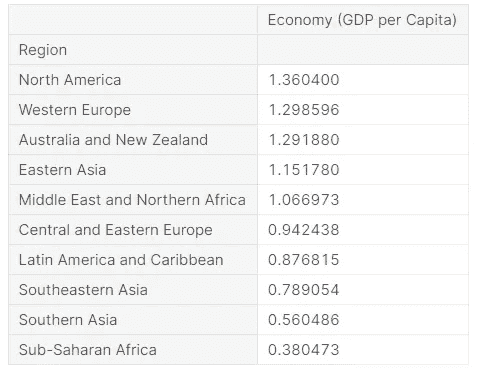 Economy (GDP per Capita)
Region
North America 1.360400
Western Europe 1.298596
Australia and New Zealand 1.291880
Eastern Asia 1.151780
Middle East and Northern Africa 1.066973
Central and Eastern Europe 0.942438
Latin America and Caribbean 0.876815
Southeastern Asia 0.789054
Southern Asia 0.560486
Sub-Saharan Africa 0.380473